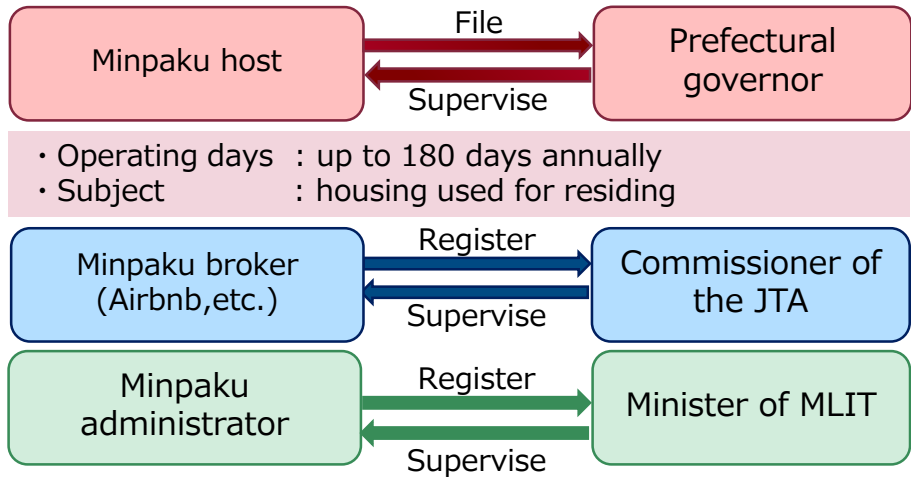 Minpaku host
File
Supervise
Prefectural
governor
・Operating days : up to 180 days annually
・Subject : housing used for residing
Minpaku broker
(Airbnb,etc.)
Register
Supervise
Commissioner of
the JTA
Minpaku
administrator
Register
Supervise
Minister of MLIT